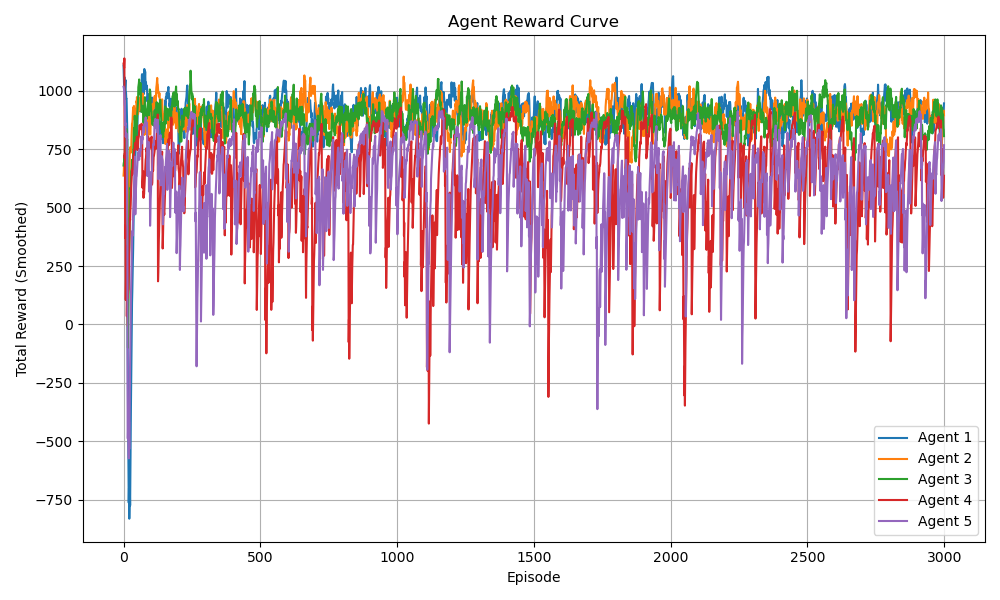 Agent Reward Curve
Total Reward (Smoothed)
1000
750
500
250
0
−250
−500
−750
0
500
1000
1500
2000
2500
3000
Episode
Agent 1
Agent 2
Agent 3
Agent 4
Agent 5